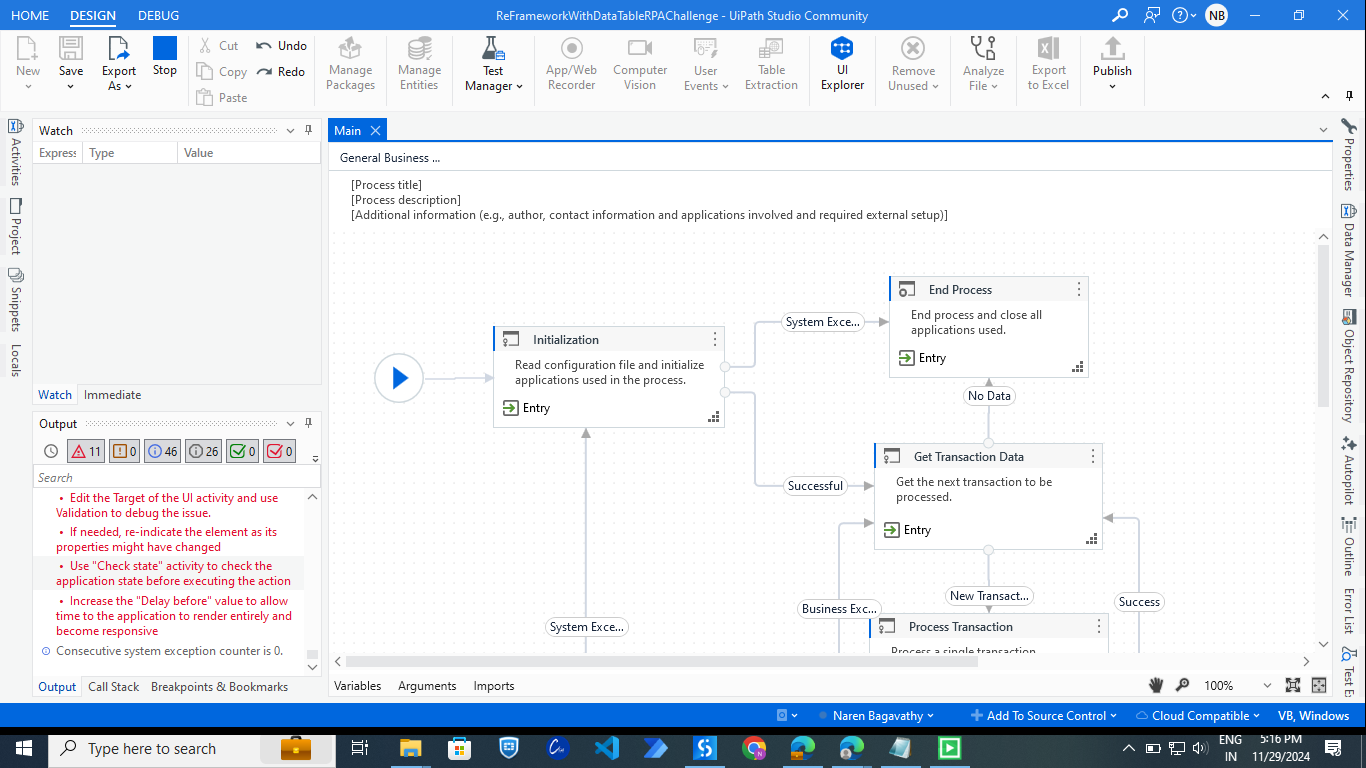 HOME DESIGN DEBUG
ReFrameworkWithDataTableRPAChallenge - UiPath Studio Community
NB
New
Save
Export As
Stop
Cut
Copy
Paste
Undo
Redo
Manage Packages
Manage Entities
Test Manager
App/Web Recorder
Computer Vision
User Events
Table Extraction
UI Explorer
Remove Unused
Analyze File
Export to Excel
Publish
Activities
Project
Snippets
Locals
Watch
Express Type Value
Watch Immediate
Output
11 0 46 26 0 0
Search
• Edit the Target of the UI activity and use
Validation to debug the issue.
• If needed, re-indicate the element as its
properties might have changed
• Use "Check state" activity to check the
application state before executing the action
• Increase the "Delay before" value to allow
time to the application to render entirely and
become responsive
Consecutive system exception counter is 0.
Output Call Stack Breakpoints & Bookmarks
Main
General Business ...
[Process title]
[Process description]
[Additional information (e.g., author, contact information and applications involved and required external setup)]
Initialization
Read configuration file and initialize
applications used in the process.
Entry
System Exce...
End Process
End process and close all
applications used.
Entry
No Data
Successful
Get Transaction Data
Get the next transaction to be
processed.
Entry
New Transact...
Business Exc...
Success
System Exce...
Process Transaction
Process a single transaction
Variables Arguments Imports
100%
Properties
Data Manager
Object Repository
Autopilot
Outline
Error List
Test E
Naren Bagavathy
Add To Source Control
Cloud Compatible
VB, Windows
Type here to search
ENG
IN
5:16 PM
11/29/2024